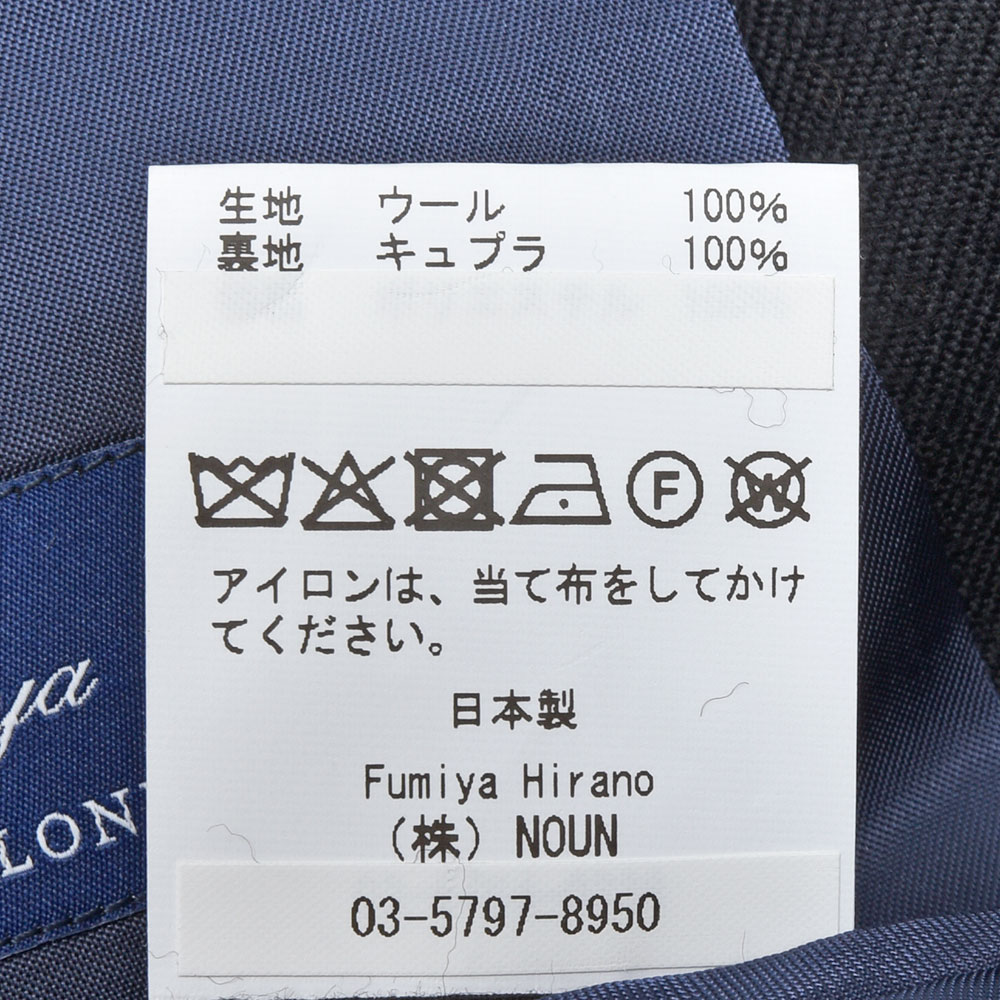 生地 ウール 100%
裏地 キュプラ 100%
F
W
アイロンは、当て布をしてかけ
てください。
日本製
Fumiya Hirano
(株) NOUN
03-5797-8950
ya
LON